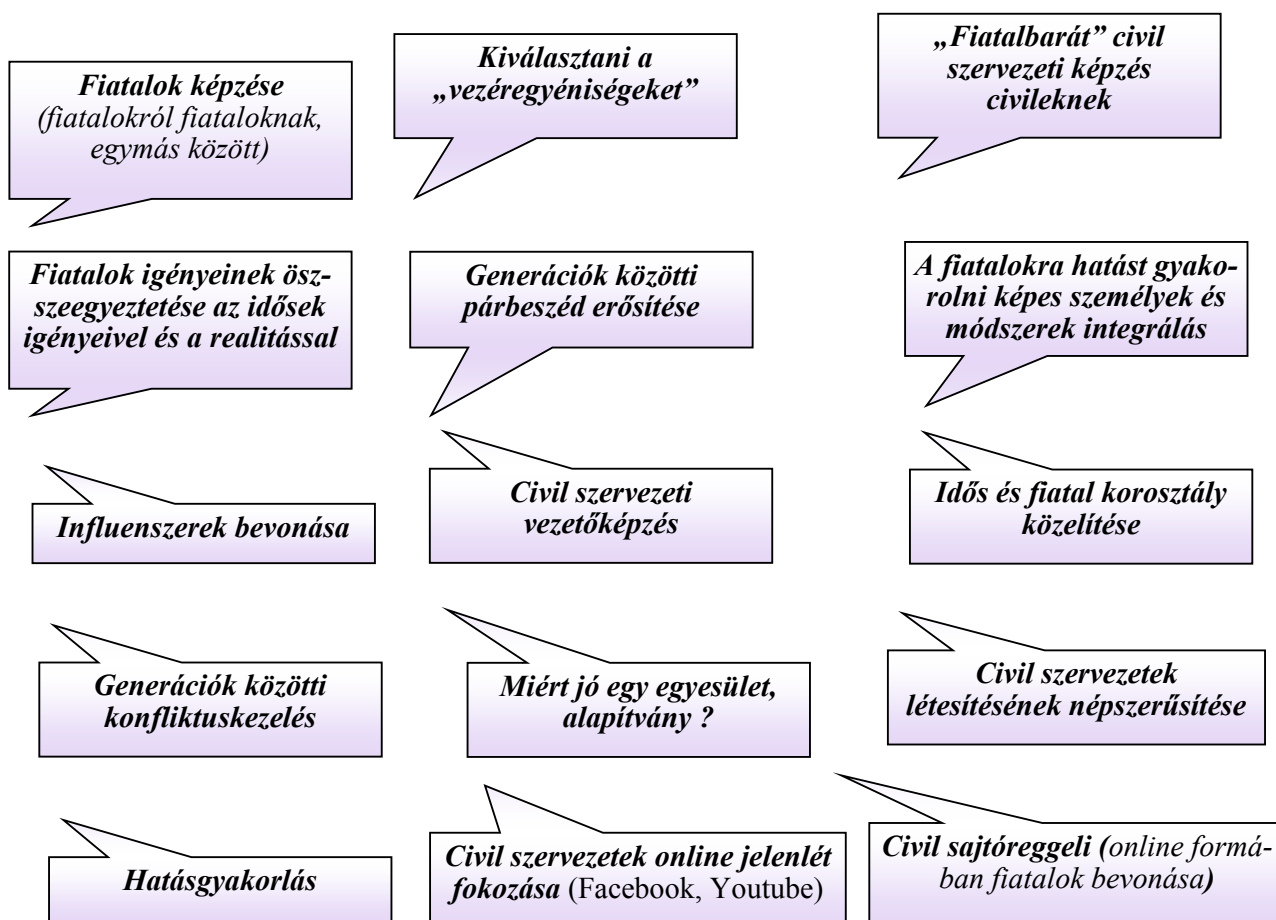 Fiatalok képzése
(fiatalokról fiataloknak,
egymás között)
Kiválasztani a
„vezéregyéniségeket”
„Fiatalbarát” civil
szervezeti képzés
civileknek
Fiatalok igényeinek ösz-
szeegyeztetése az idősek
igényeivel és a realitással
Generációk közötti
párbeszéd erősítése
A fiatalokra hatást gyako-
rolni képes személyek és
módszerek integrálás
Influenszerek bevonása
Civil szervezeti
vezetőképzés
Idős és fiatal korosztály
közelítése
Generációk közötti
konfliktuskezelés
Miért jó egy egyesület,
alapítvány ?
Civil szervezetek
létesítésének népszerűsítése
Hatásgyakorlás
Civil szervezetek online jelenlét
fokozása (Facebook, Youtube)
Civil sajtóreggeli (online formá-
ban fiatalok bevonása)